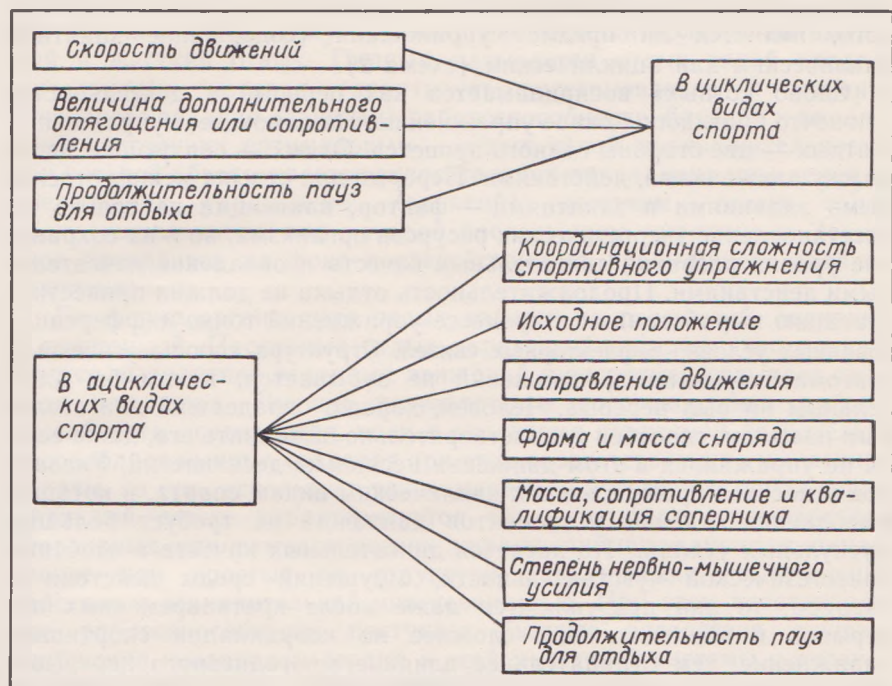 Скорость движений
Величина дополнительного
отягощения или сопротив-
ления
Продолжительность пауз
для отдыха
В циклических
видах
спорта
Координационная сложность
спортивного упражнения
Исходное положение
Направление движения
Форма и масса снаряда
Масса, сопротивление и ква-
лификация соперника
Степень нервно-мышечного
усилия
Продолжительность пауз
для отдыха
В ацикличес-
ких видах
спорта